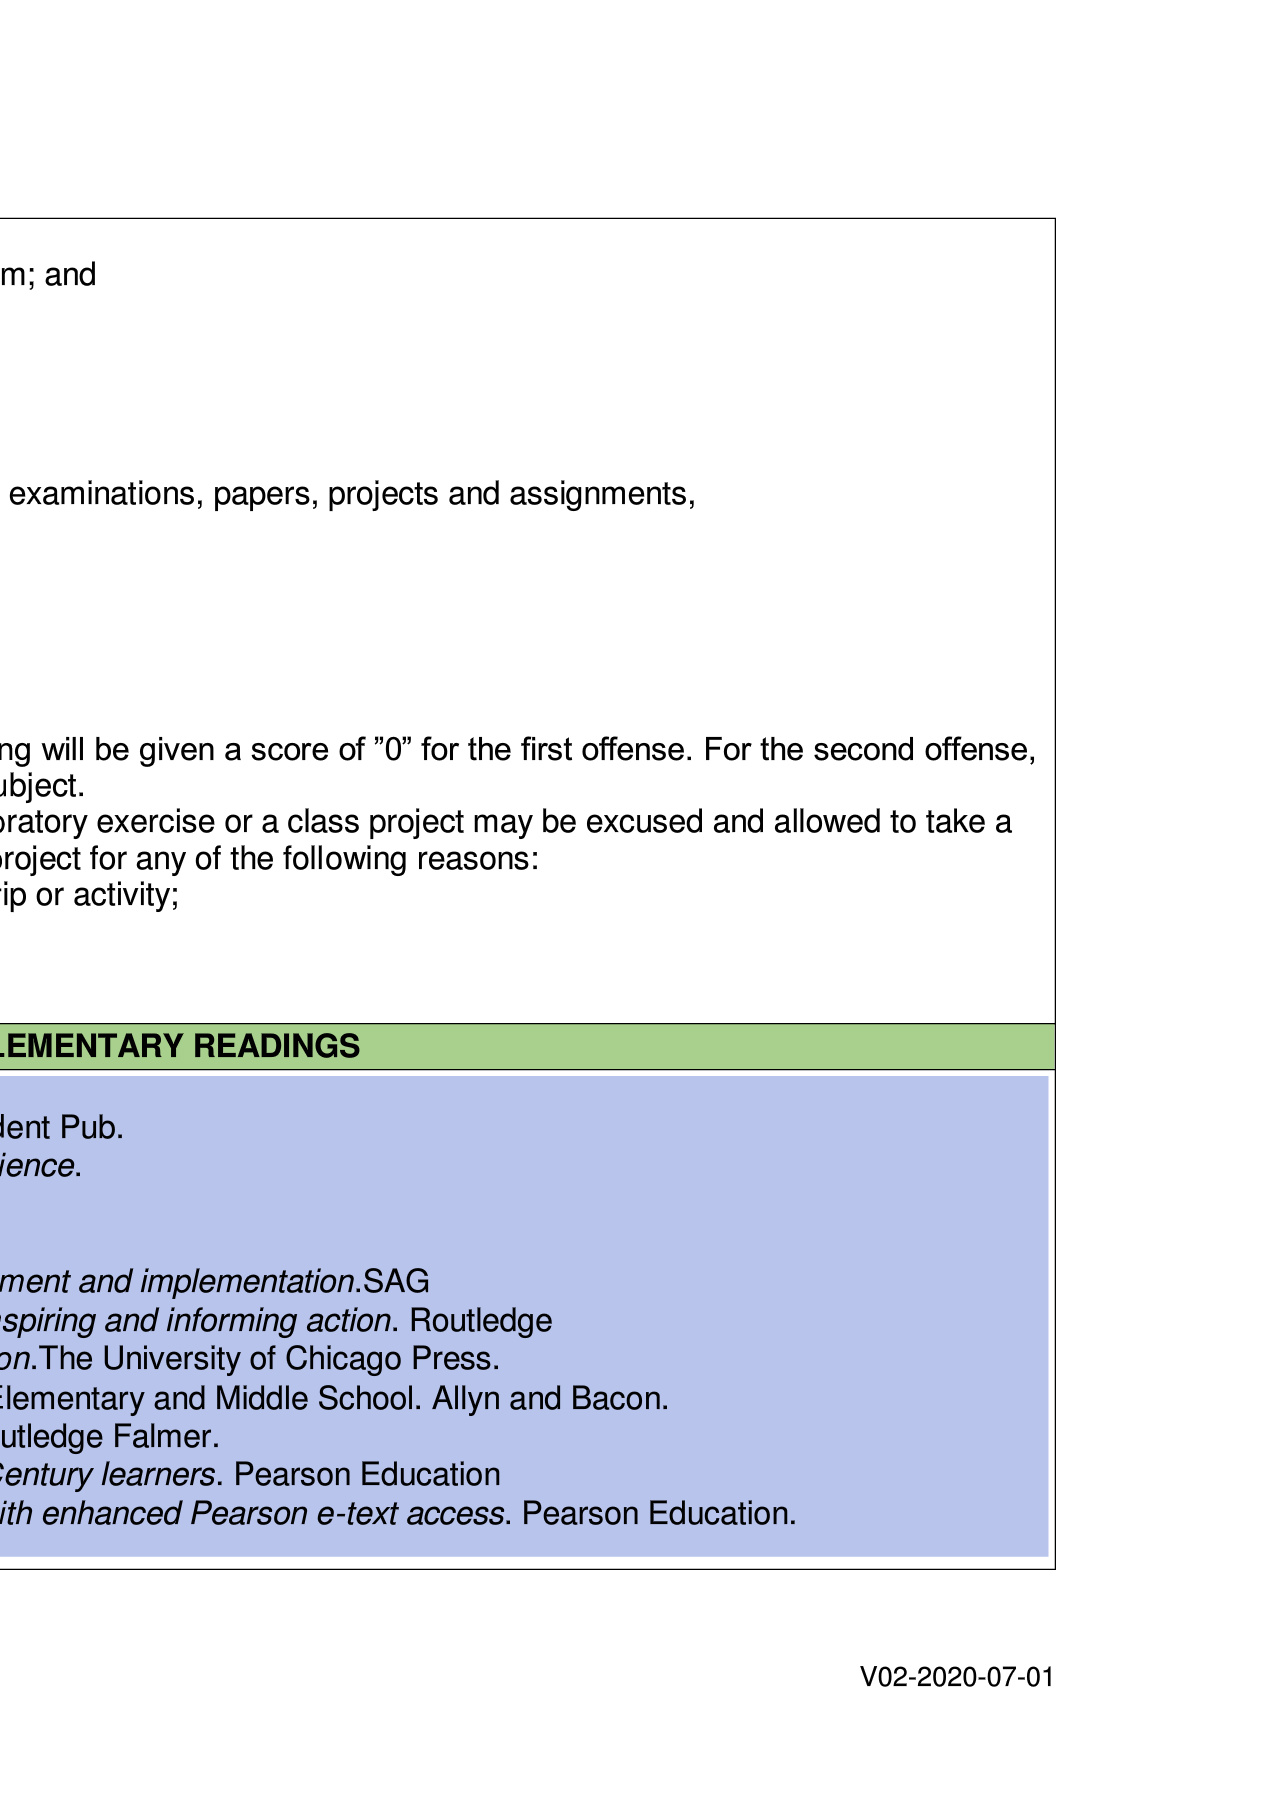 m; and
examinations, papers, projects and assignments,
ng will be given a score of ”0” for the first offense. For the second offense,
ubject.
oratory exercise or a class project may be excused and allowed to take a
project for any of the following reasons:
rip or activity;
LEMENTARY READINGS
dent Pub.
ience.
ment and implementation.SAG
spiring and informing action. Routledge
on.The University of Chicago Press.
Elementary and Middle School. Allyn and Bacon.
utledge Falmer.
Century learners. Pearson Education
ith enhanced Pearson e-text access. Pearson Education.
V02-2020-07-01